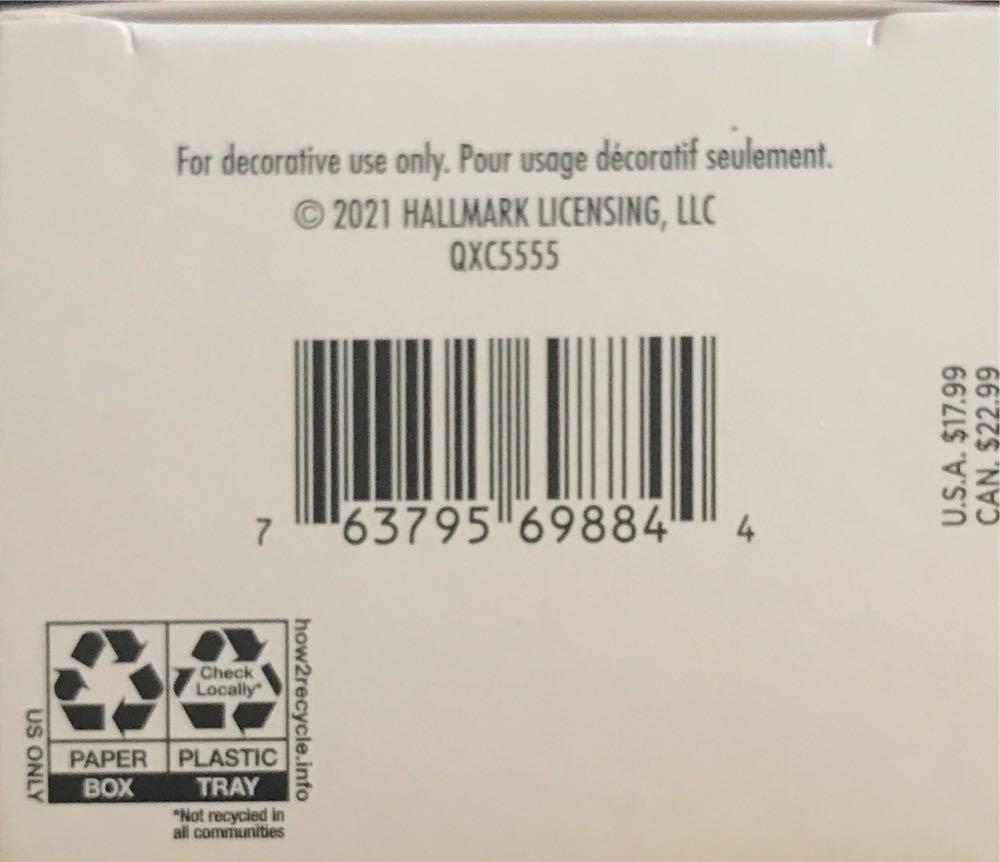 For decorative use only. Pour usage décoratif seulement.
© 2021 HALLMARK LICENSING, LLC
QXC5555
7 63795 69884 4
U.S.A. $17.99
CAN. $22.99
US ONLY
Check
Locally*
PAPER PLASTIC
BOX TRAY
how2recycle.info
*Not recycled in
all communities